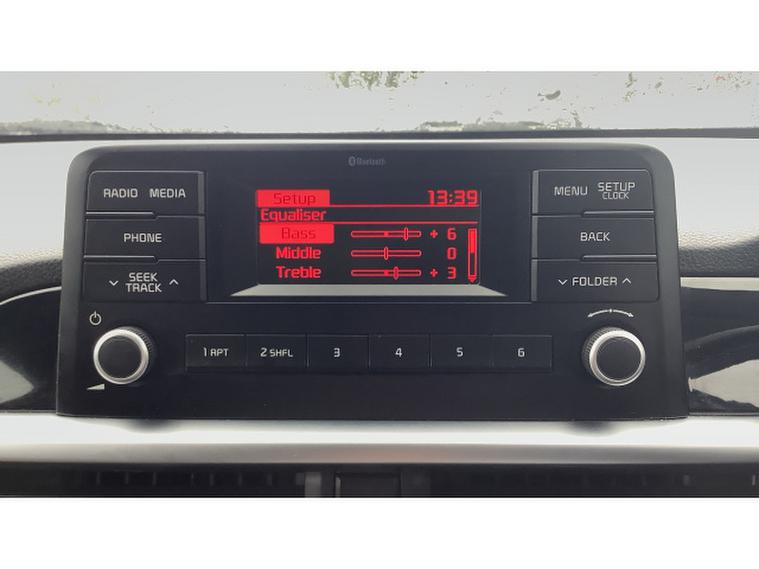 Bluetooth
RADIO MEDIA
Setup 13:39
MENU SETUP
CLOCK
Equaliser
PHONE
Bass + 6
BACK
Middle 0
SEEK
TRACK
Treble + 3
FOLDER
1 RPT 2 SHFL 3 4 5 6